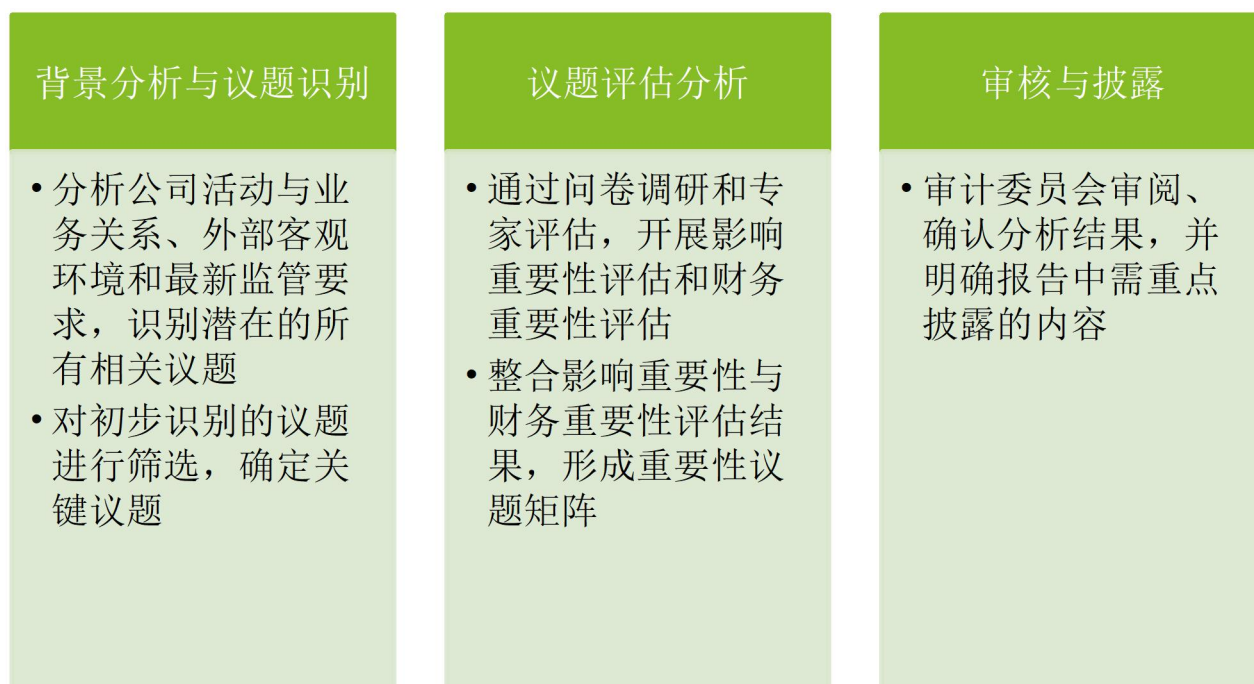 背景分析与议题识别
• 分析公司活动与业
务关系、外部客观
环境和最新监管要
求，识别潜在的所
有相关议题
• 对初步识别的议题
进行筛选，确定关
键议题
议题评估分析
• 通过问卷调研和专
家评估，开展影响
重要性评估和财务
重要性评估
• 整合影响重要性与
财务重要性评估结
果，形成重要性议
题矩阵
审核与披露
• 审计委员会审阅、
确认分析结果，并
明确报告中需重点
披露的内容